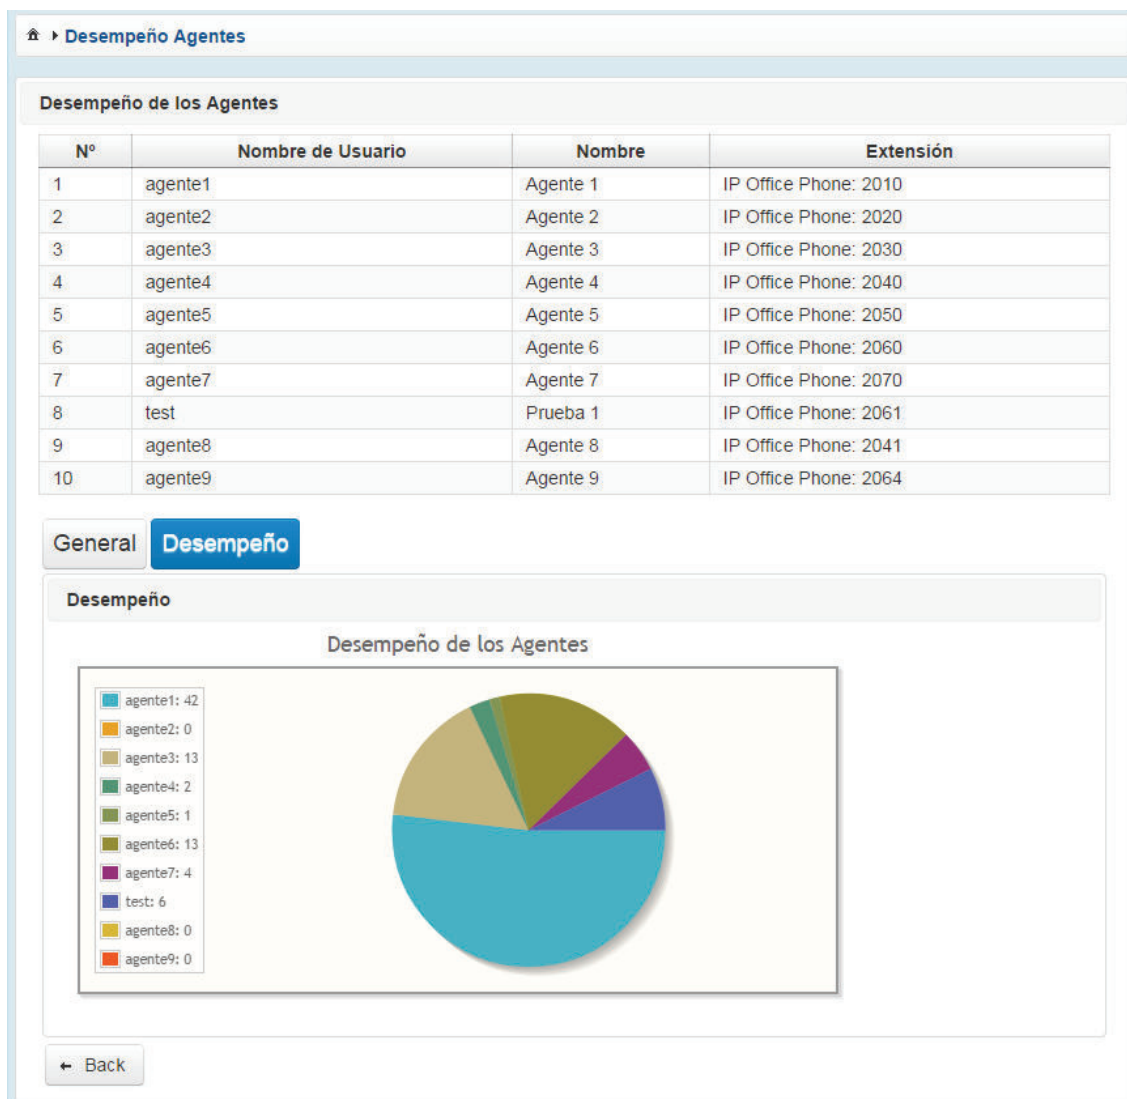 Desempeño Agentes
Desempeño de los Agentes
Nº Nombre de Usuario Nombre Extensión
1 agente1 Agente 1 IP Office Phone: 2010
2 agente2 Agente 2 IP Office Phone: 2020
3 agente3 Agente 3 IP Office Phone: 2030
4 agente4 Agente 4 IP Office Phone: 2040
5 agente5 Agente 5 IP Office Phone: 2050
6 agente6 Agente 6 IP Office Phone: 2060
7 agente7 Agente 7 IP Office Phone: 2070
8 test Prueba 1 IP Office Phone: 2061
9 agente8 Agente 8 IP Office Phone: 2041
10 agente9 Agente 9 IP Office Phone: 2064
General Desempeño
Desempeño
Desempeño de los Agentes
agente1: 42
agente2: 0
agente3: 13
agente4: 2
agente5: 1
agente6: 13
agente7: 4
test: 6
agente8: 0
agente9: 0
Back